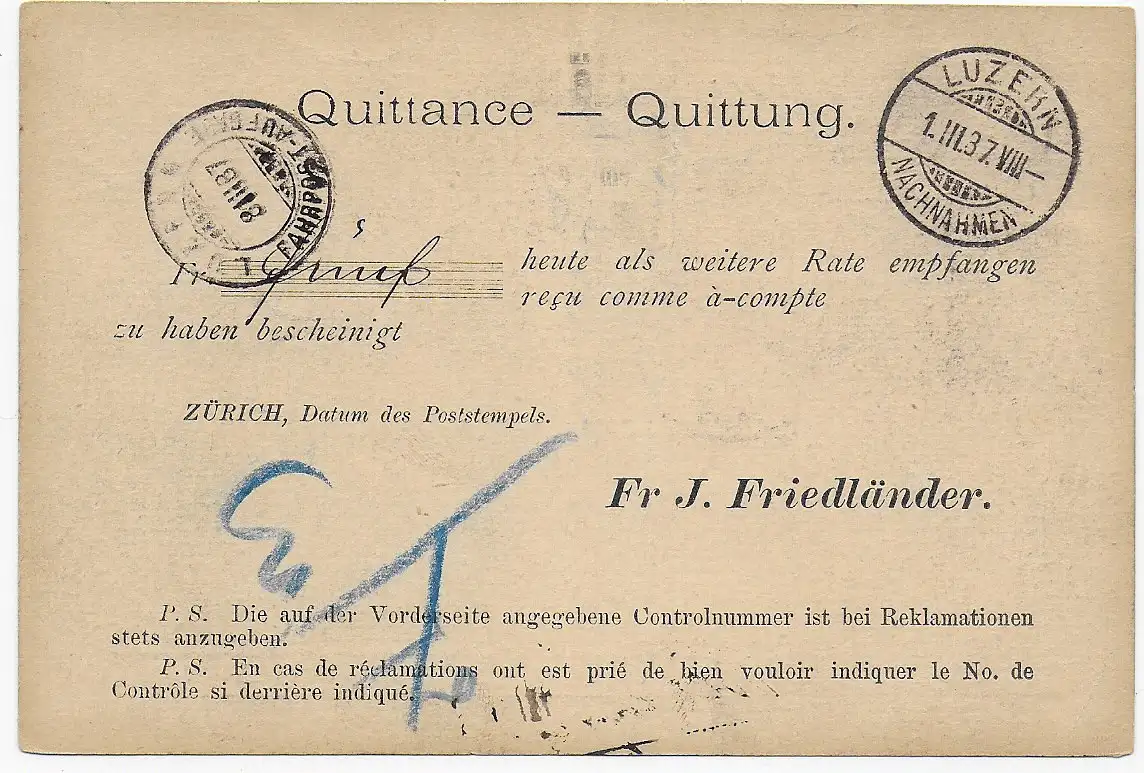 Quittance — Quittung.
LUZERN
1.III.87.VIII—
NACHNAHMEN
LUZERN
FAHRPOST-AUFGABE
8 III 87
Fr. fünf heute als weitere Rate empfangen
reçu comme à-compte
zu haben bescheinigt
ZÜRICH, Datum des Poststempels.
Fr J. Friedländer.
P. S. Die auf der Vorderseite angegebene Controlnummer ist bei Reklamationen
stets anzugeben.
P. S. En cas de réclamations ont est prié de bien vouloir indiquer le No. de
Contrôle si derrière indiqué.